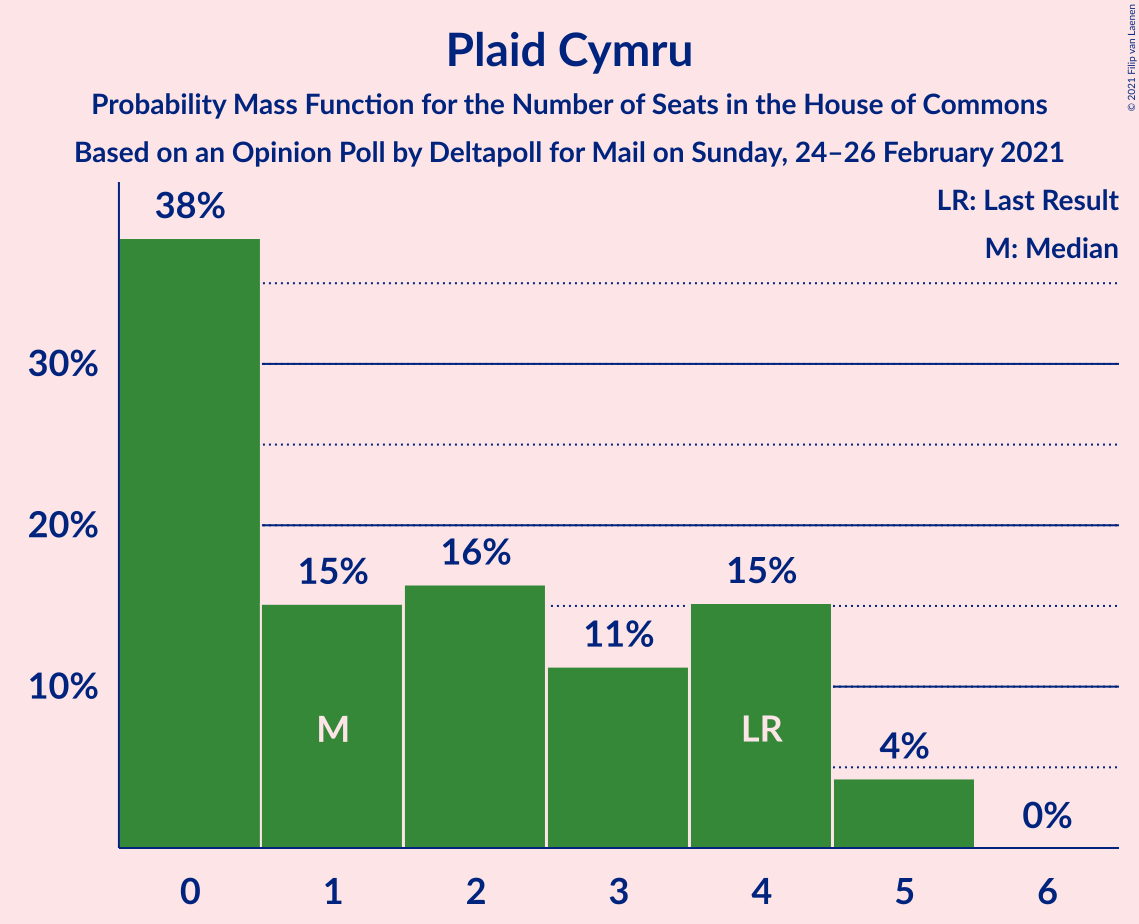 Plaid Cymru
Probability Mass Function for the Number of Seats in the House of Commons
Based on an Opinion Poll by Deltapoll for Mail on Sunday, 24–26 February 2021
© 2021 Filip van Laenen
LR: Last Result
M: Median
38%
15%
16%
11%
15%
4%
0%
30%
20%
10%
M
LR
0 1 2 3 4 5 6